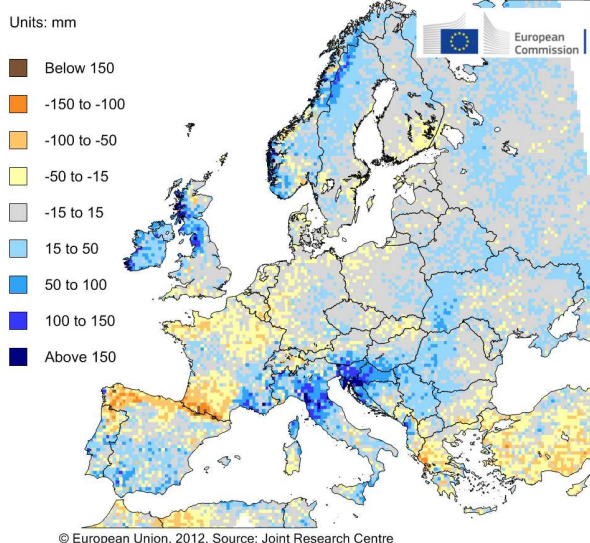 Units: mm
European
Commission
Below 150
-150 to -100
-100 to -50
-50 to -15
-15 to 15
15 to 50
50 to 100
100 to 150
Above 150
© European Union, 2012. Source: Joint Research Centre